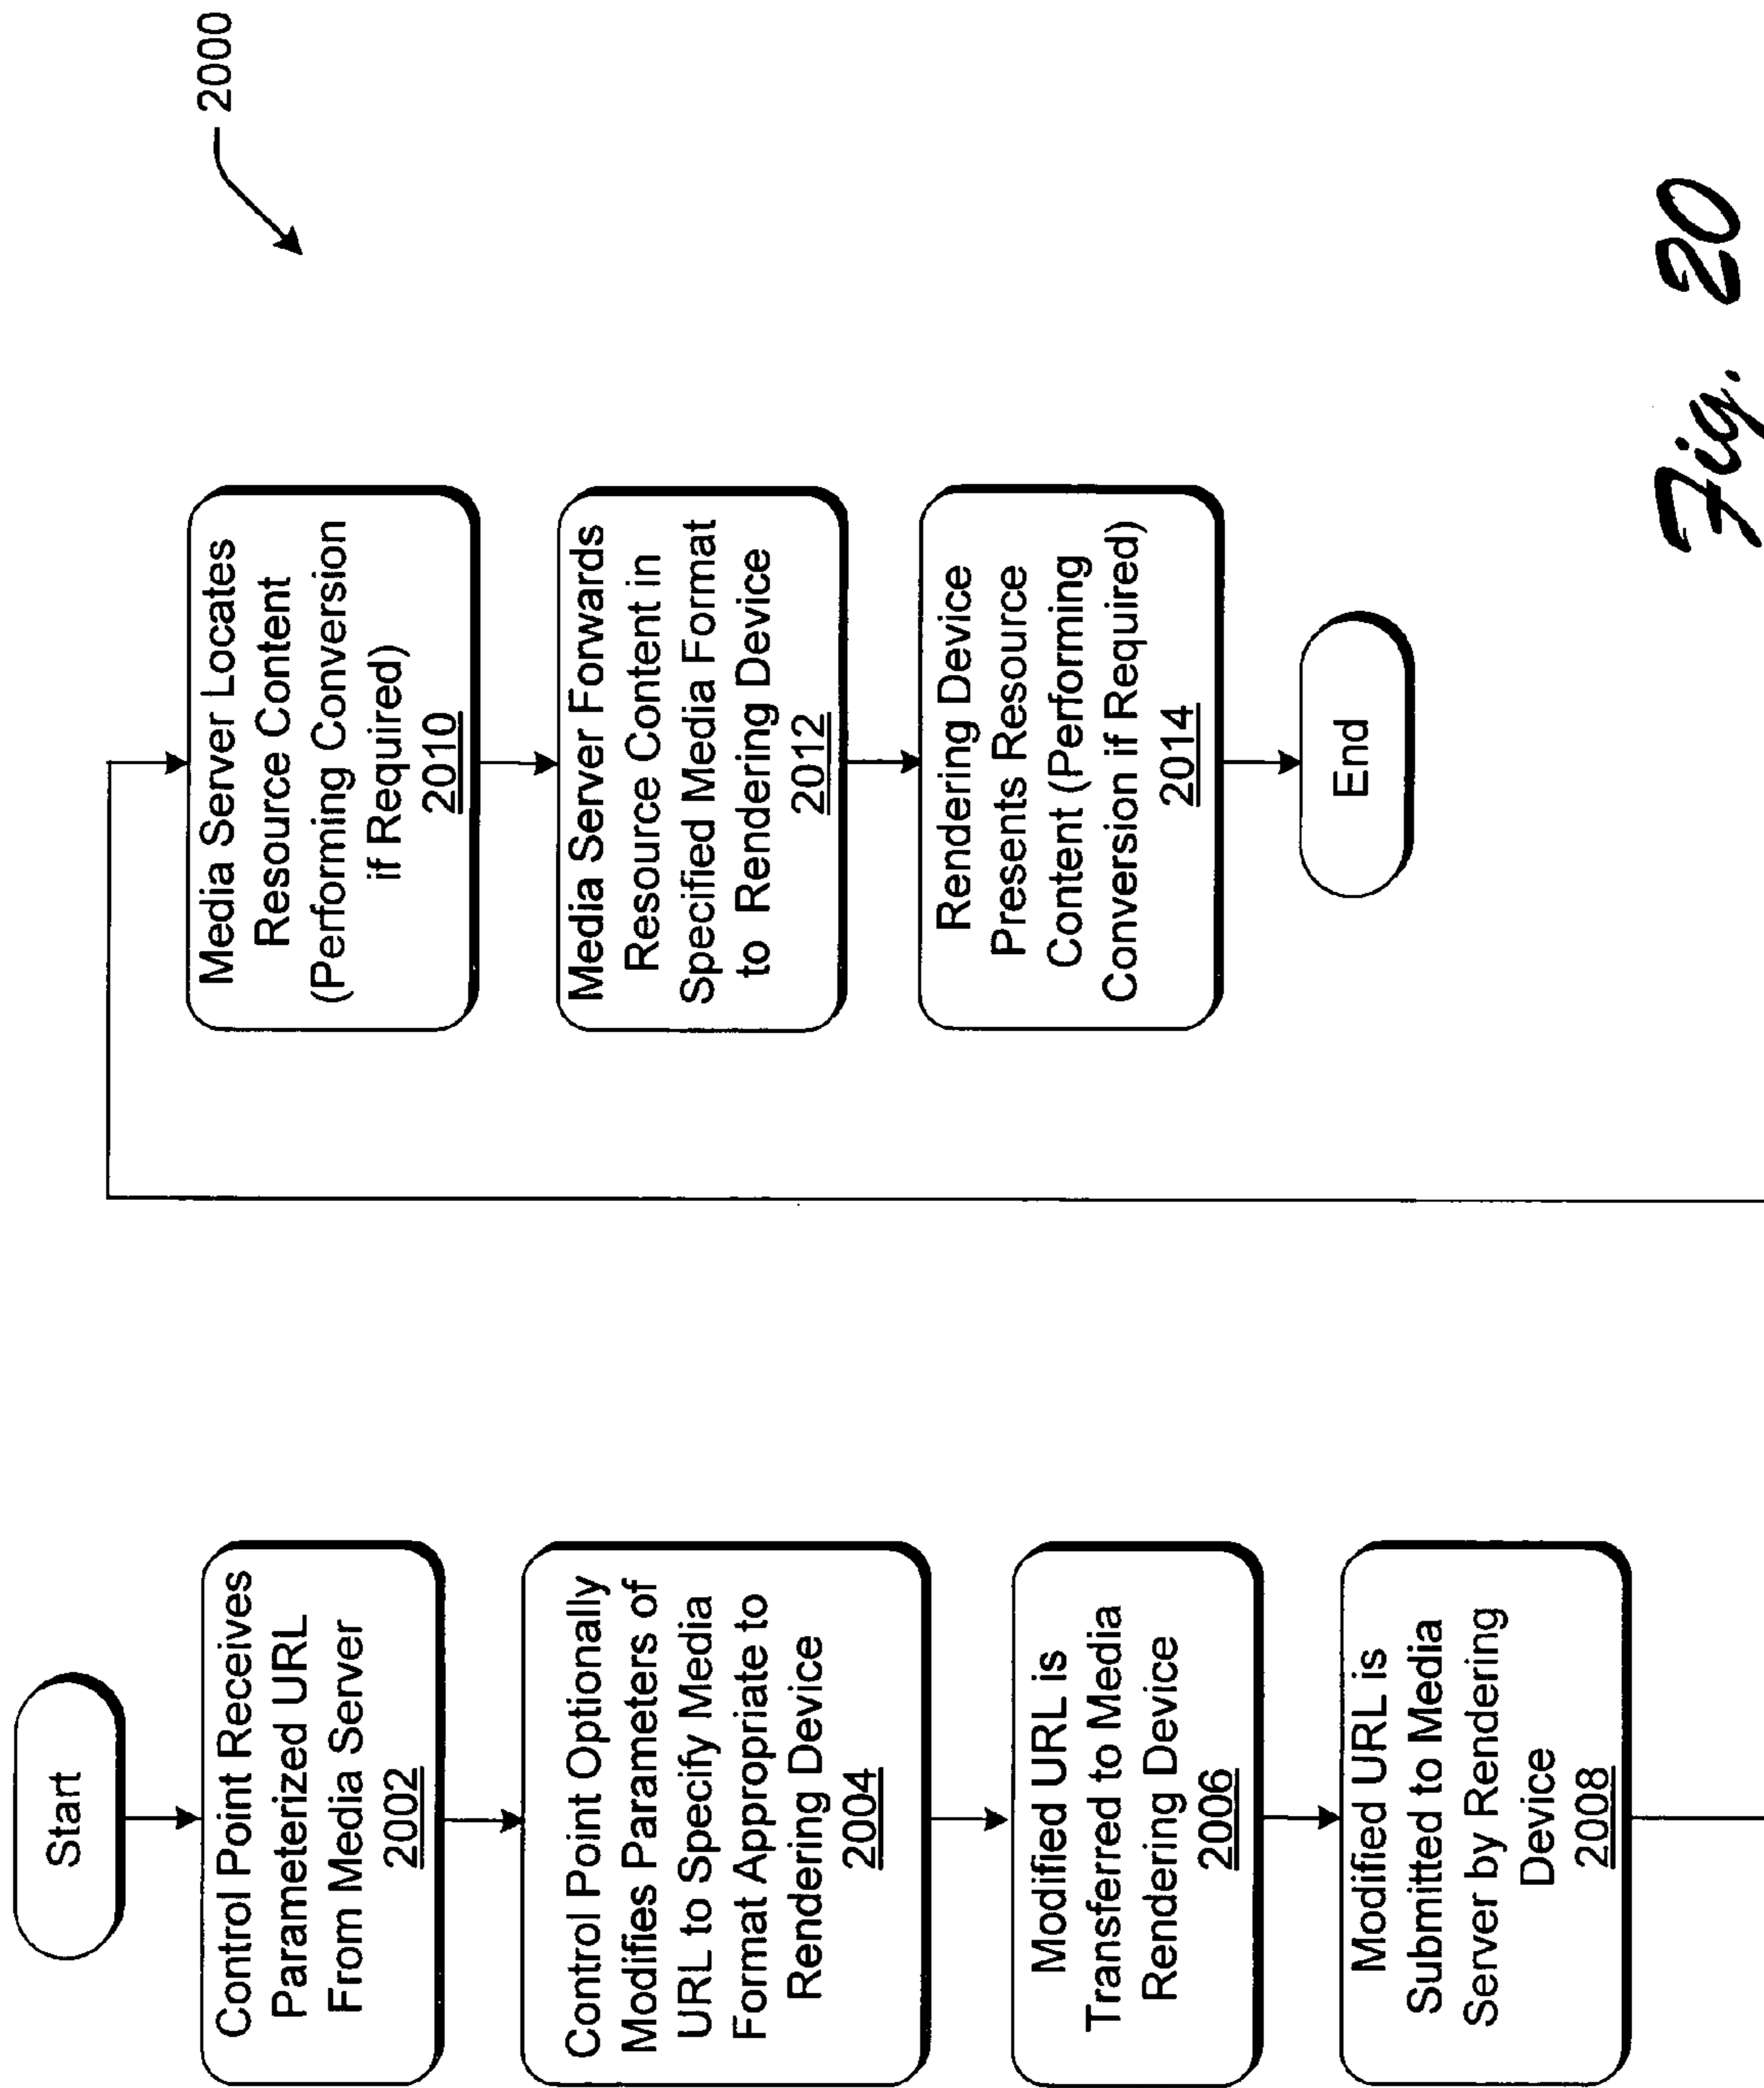 2000
Start
Control Point Receives
Parameterized URL
From Media Server
2002
Control Point Optionally
Modifies Parameters of
URL to Specify Media
Format Appropriate to
Rendering Device
2004
Modified URL is
Transferred to Media
Rendering Device
2006
Modified URL is
Submitted to Media
Server by Rendering
Device
2008
Media Server Locates
Resource Content
(Performing Conversion
if Required)
2010
Media Server Forwards
Resource Content in
Specified Media Format
to Rendering Device
2012
Rendering Device
Presents Resource
Content (Performing
Conversion if Required)
2014
End
Fig. 20